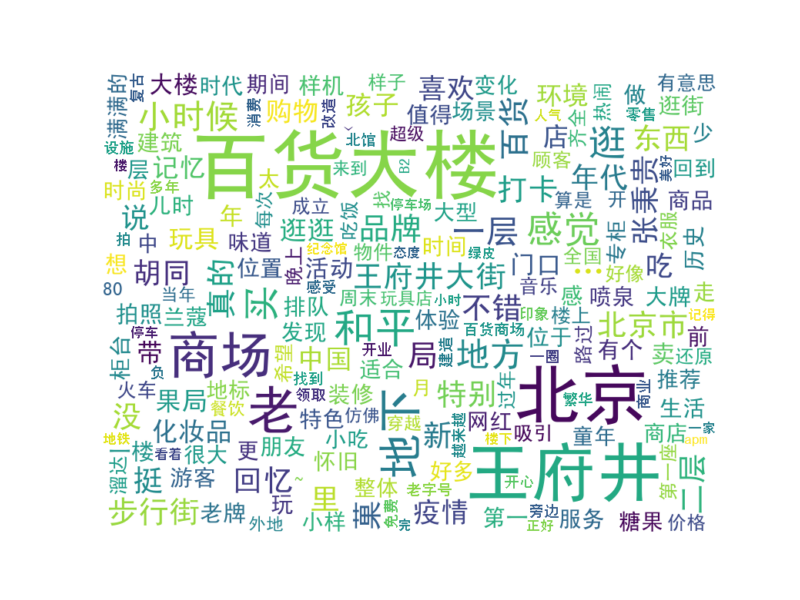 满满的
复古
大楼
时代
期间
样机
样子
喜欢
变化
有意思
小时候
消费
购物
改造
孩子
值得
场景
环境
做
逛街
设施
建筑
百货大楼
北馆
超级
人气
热闹
零售
百货
店
齐全
东西
少
楼
层
记忆
来到
B2
逛
顾客
回到
美好
时尚
多年
太
找
停车场
打卡
年代
算是
开
张秉贵
商品
说
儿时
年
每次
成立
吃饭
品牌
大型
一层
感觉
专柜
衣服
历史
想
中
玩具
逛逛
纪念馆
物件
态度
时间
绿皮
门口
全国
…
好像
吃
胡同
味道
位置
晚上
活动
感受
王府井大街
音乐
感
喷泉
大牌
走
80
当年
真的
买
周末
玩具店
小时
不错
印象
楼上
北京市
记得
拍
拍照
兰蔻
排队
和平
体验
百货商场
位于
路过
有个
前
停车
柜台
带
发现
商场
希望
开业
中国
适合
局
建造
地方
一圈
卖
还原
负
火车
地标
找到
领取
装修
月
特别
过年
北京
繁华
商业
推荐
没
果局
餐饮
老
特色
仿佛
穿越
地下
新
网红
越来越
吸引
童年
商店
生活
一家
地铁
化妆品
看着
小吃
楼下
apm
溜达
楼
很大
更
朋友
怀旧
好多
王府井
二层
第一座
挺
游客
回忆
~
整体
老字号
开心
步行街
老牌
玩
里
菓
免费
疫情
第一
旁边
服务
糖果
价格
外地
小样
完
正好